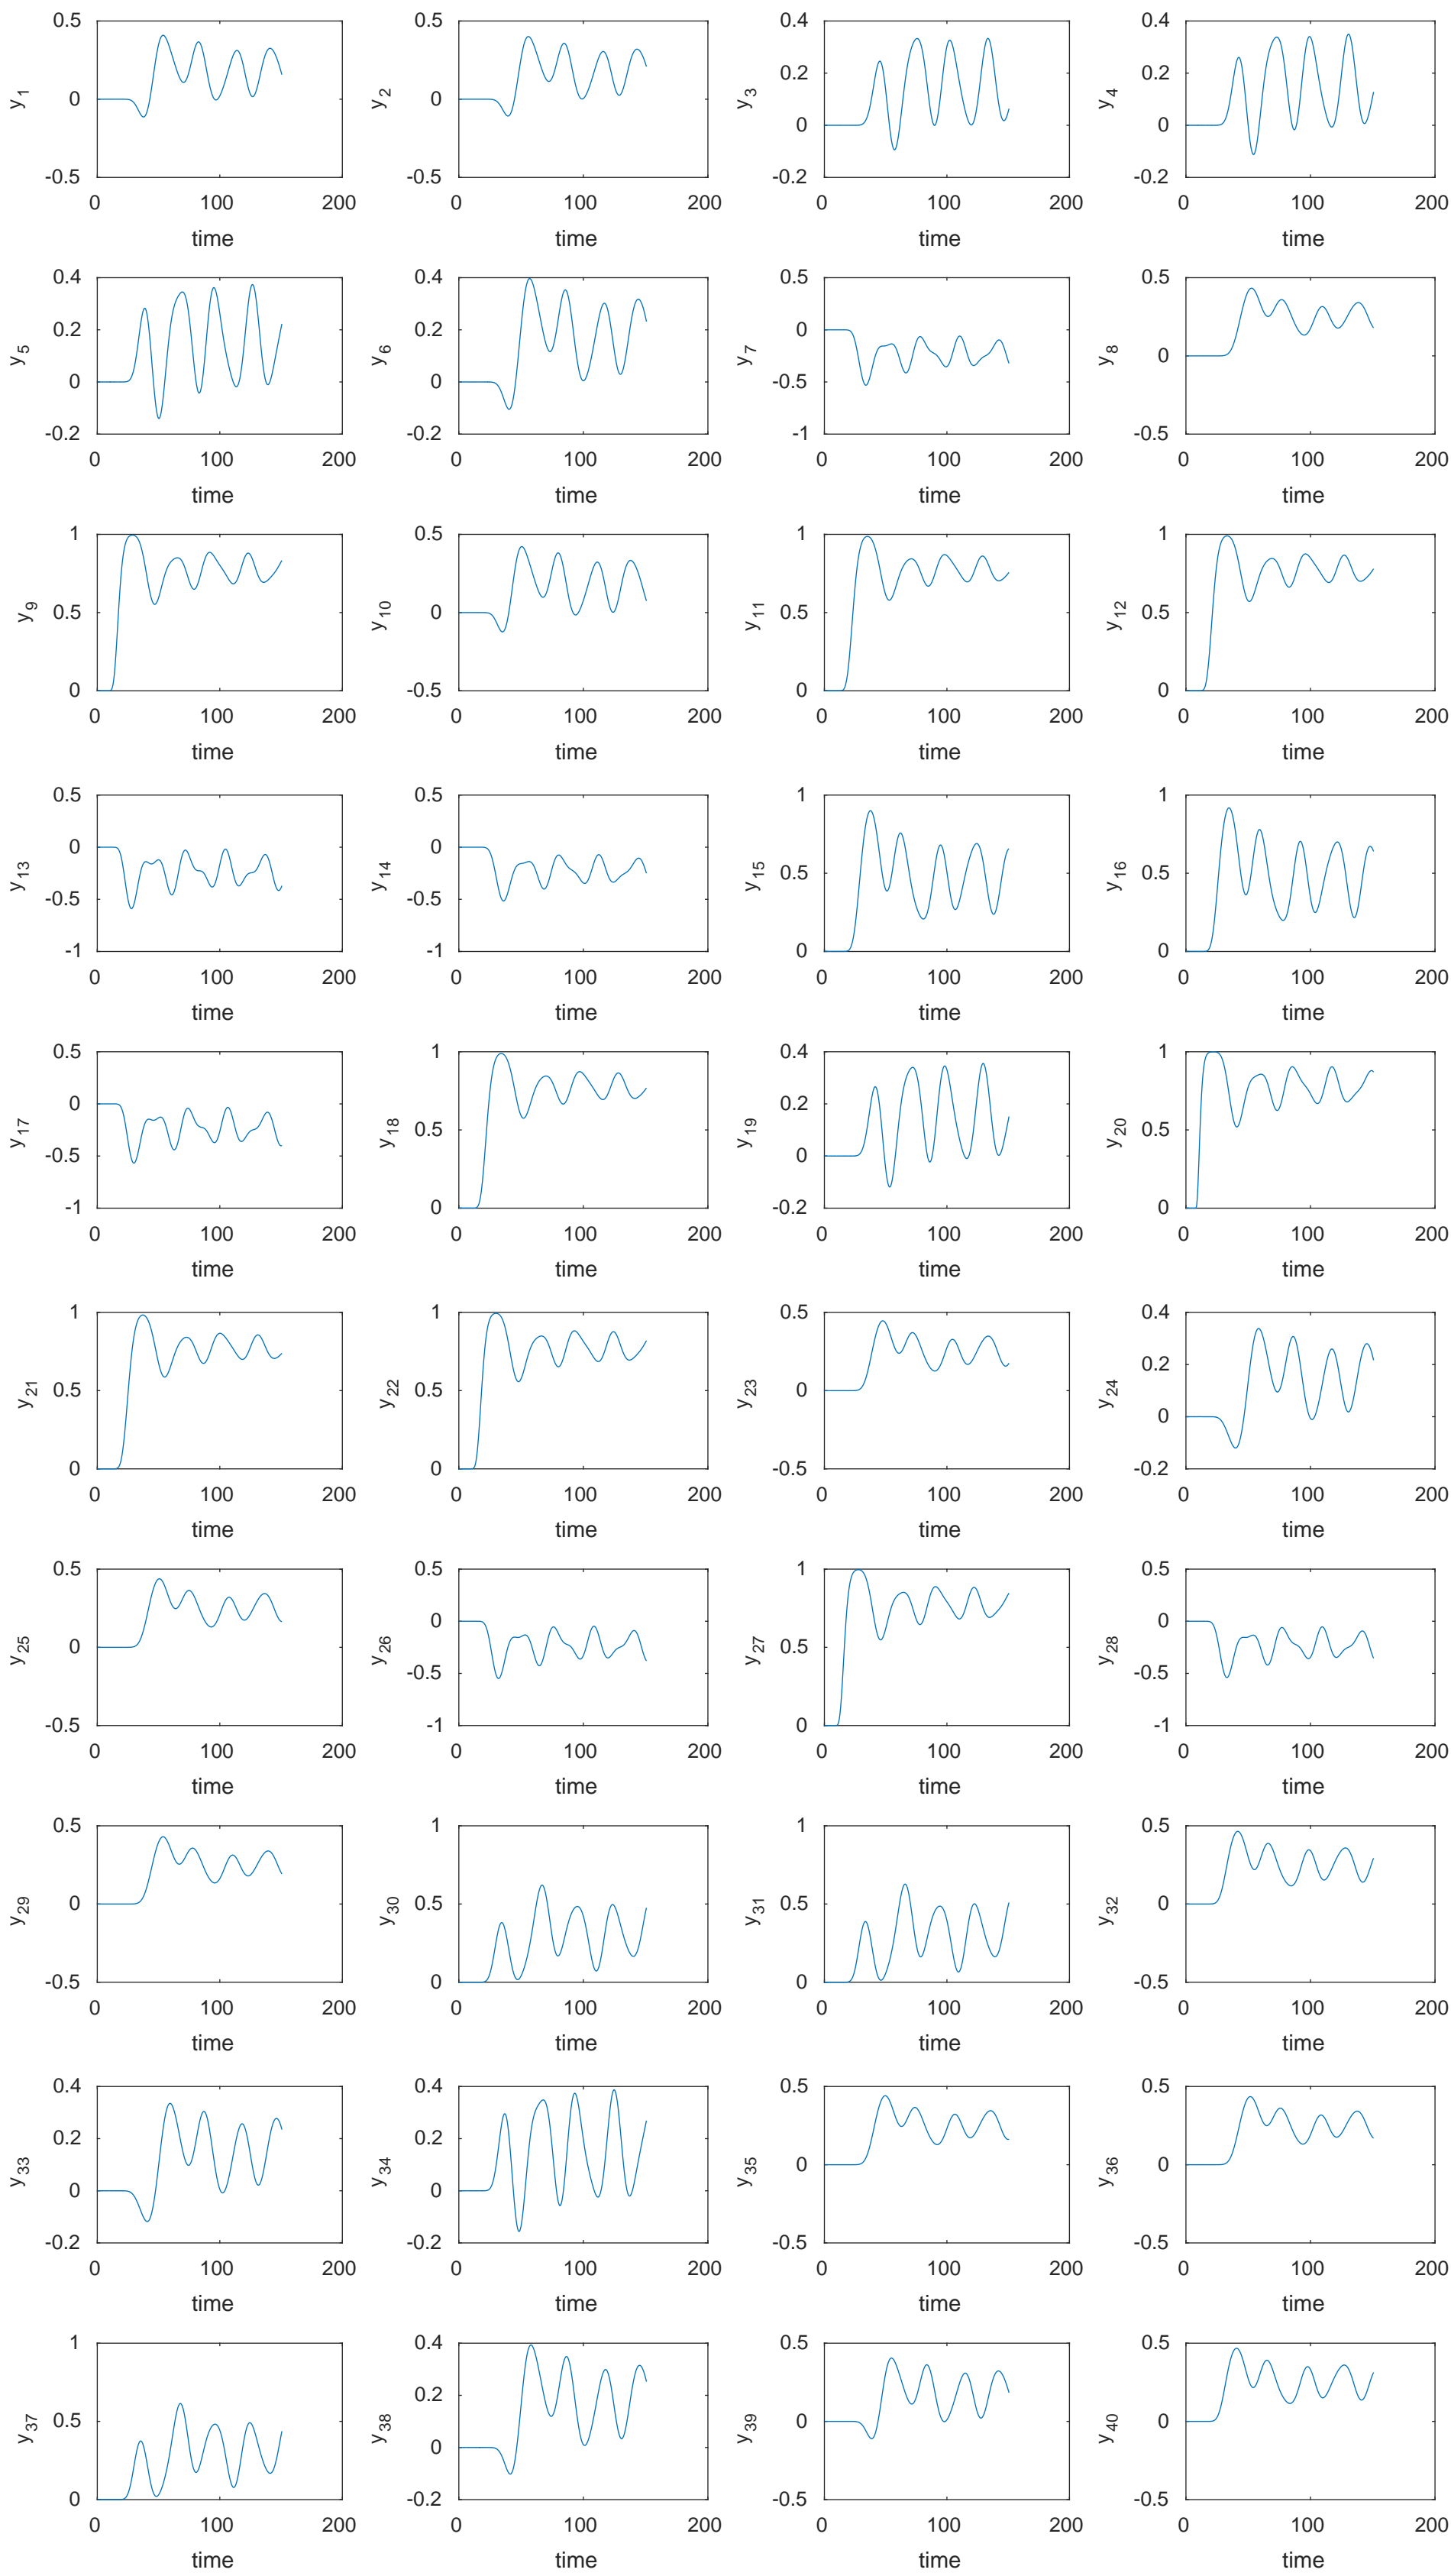 0.5 0.5 0.4 0.4
0.2 0.2
y1 0 y2 0 y3 y4
0 0
-0.5 -0.5 -0.2 -0.2
0 100 200 0 100 200 0 100 200 0 100 200
time time time time
0.4 0.4 0.5 0.5
0.2 0.2 0
y5 y6 y7 y8 0
0 0 -0.5
-0.2 -0.2 -1 -0.5
0 100 200 0 100 200 0 100 200 0 100 200
time time time time
1 0.5 1 1
y9 0.5 y10 0 y11 0.5 y12 0.5
0 -0.5 0 0
0 100 200 0 100 200 0 100 200 0 100 200
time time time time
0.5 0.5 1 1
0 0
y13 y14 y15 0.5 y16 0.5
-0.5 -0.5
-1 -1 0 0
0 100 200 0 100 200 0 100 200 0 100 200
time time time time
0.5 1 0.4 1
0 0.2
y17 y18 0.5 y19 y20 0.5
-0.5 0
-1 0 -0.2 0
0 100 200 0 100 200 0 100 200 0 100 200
time time time time
1 1 0.5 0.4
0.2
y21 0.5 y22 0.5 y23 0 y24
0
0 0 -0.5 -0.2
0 100 200 0 100 200 0 100 200 0 100 200
time time time time
0.5 0.5 1 0.5
0 0
y25 0 y26 y27 0.5 y28
-0.5 -0.5
-0.5 -1 0 -1
0 100 200 0 100 200 0 100 200 0 100 200
time time time time
0.5 1 1 0.5
y29 0 y30 0.5 y31 0.5 y32 0
-0.5 0 0 -0.5
0 100 200 0 100 200 0 100 200 0 100 200
time time time time
0.4 0.4 0.5 0.5
0.2 0.2
y33 y34 y35 0 y36 0
0 0
-0.2 -0.2 -0.5 -0.5
0 100 200 0 100 200 0 100 200 0 100 200
time time time time
1 0.4 0.5 0.5
0.2
y37 0.5 y38 y39 0 y40 0
0
0 -0.2 -0.5 -0.5
0 100 200 0 100 200 0 100 200 0 100 200
time time time time